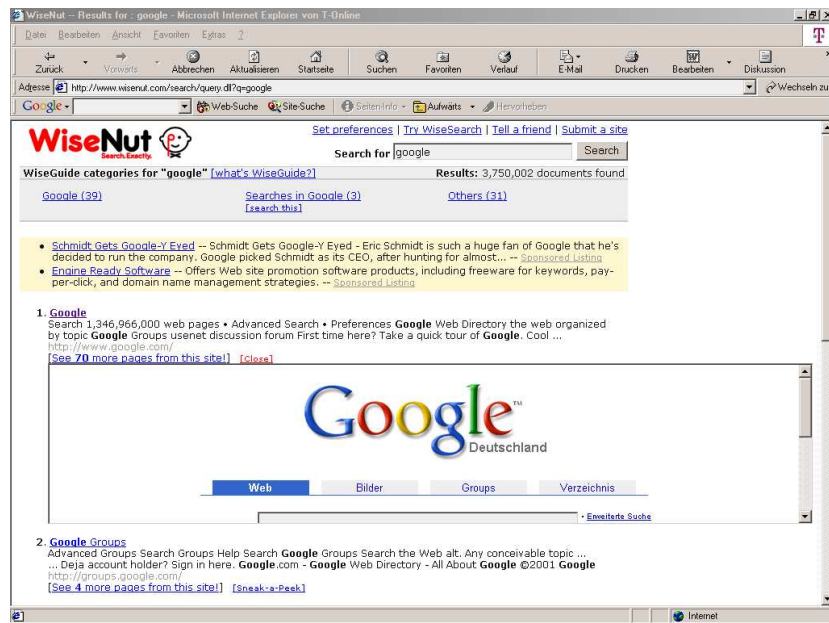 WiseNut -- Results for : google - Microsoft Internet Explorer von T-Online
Datei Bearbeiten Ansicht Favoriten Extras ?
Zurück Vorwärts Abbrechen Aktualisieren Startseite Suchen Favoriten Verlauf E-Mail Drucken Bearbeiten Diskussion
Adresse http://www.wisenut.com/search/query.dll?q=google Wechseln zu
Google Web-Suche Site-Suche Seiten-Info Aufwärts Hervorheben
WiseNut Search.Exactly.
Set preferences | Try WiseSearch | Tell a friend | Submit a site
Search for google Search
WiseGuide categories for "google" [what's WiseGuide?] Results: 3,750,002 documents found
Google (39) Searches in Google (3) Others (31)
[search this]
• Schmidt Gets Google-Y Eyed -- Schmidt Gets Google-Y Eyed - Eric Schmidt is such a huge fan of Google that he's
decided to run the company. Google picked Schmidt as its CEO, after hunting for almost... -- Sponsored Listing
• Engine Ready Software -- Offers Web site promotion software products, including freeware for keywords, pay-
per-click, and domain name management strategies. -- Sponsored Listing
1. Google
Search 1,346,966,000 web pages • Advanced Search • Preferences Google Web Directory the web organized
by topic Google Groups usenet discussion forum First time here? Take a quick tour of Google. Cool ...
http://www.google.com/
[See 70 more pages from this site!] [Close]
Google™
Deutschland
Web Bilder Groups Verzeichnis
• Erweiterte Suche
2. Google Groups
Advanced Groups Search Groups Help Search Google Groups Search the Web alt. Any conceivable topic ...
... Deja account holder? Sign in here. Google.com - Google Web Directory - All About Google ©2001 Google
http://groups.google.com/
[See 4 more pages from this site!] [Sneak-a-Peek]
Internet